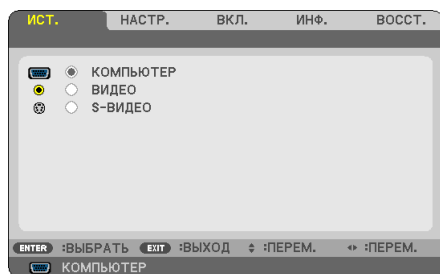 ИСТ. НАСТР. ВКЛ. ИНФ. ВОССТ.
КОМПЬЮТЕР
ВИДЕО
S-ВИДЕО
ENTER :ВЫБРАТЬ EXIT :ВЫХОД :ПЕРЕМ. :ПЕРЕМ.
КОМПЬЮТЕР